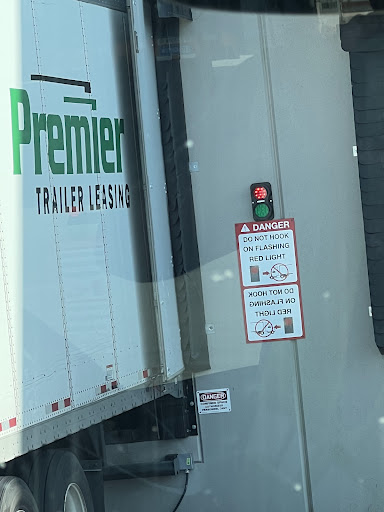 Premier
TRAILER LEASING
DANGER
DO NOT HOOK
ON FLASHING
RED LIGHT
DO NOT HOOK
ON FLASHING
RED LIGHT
DANGER